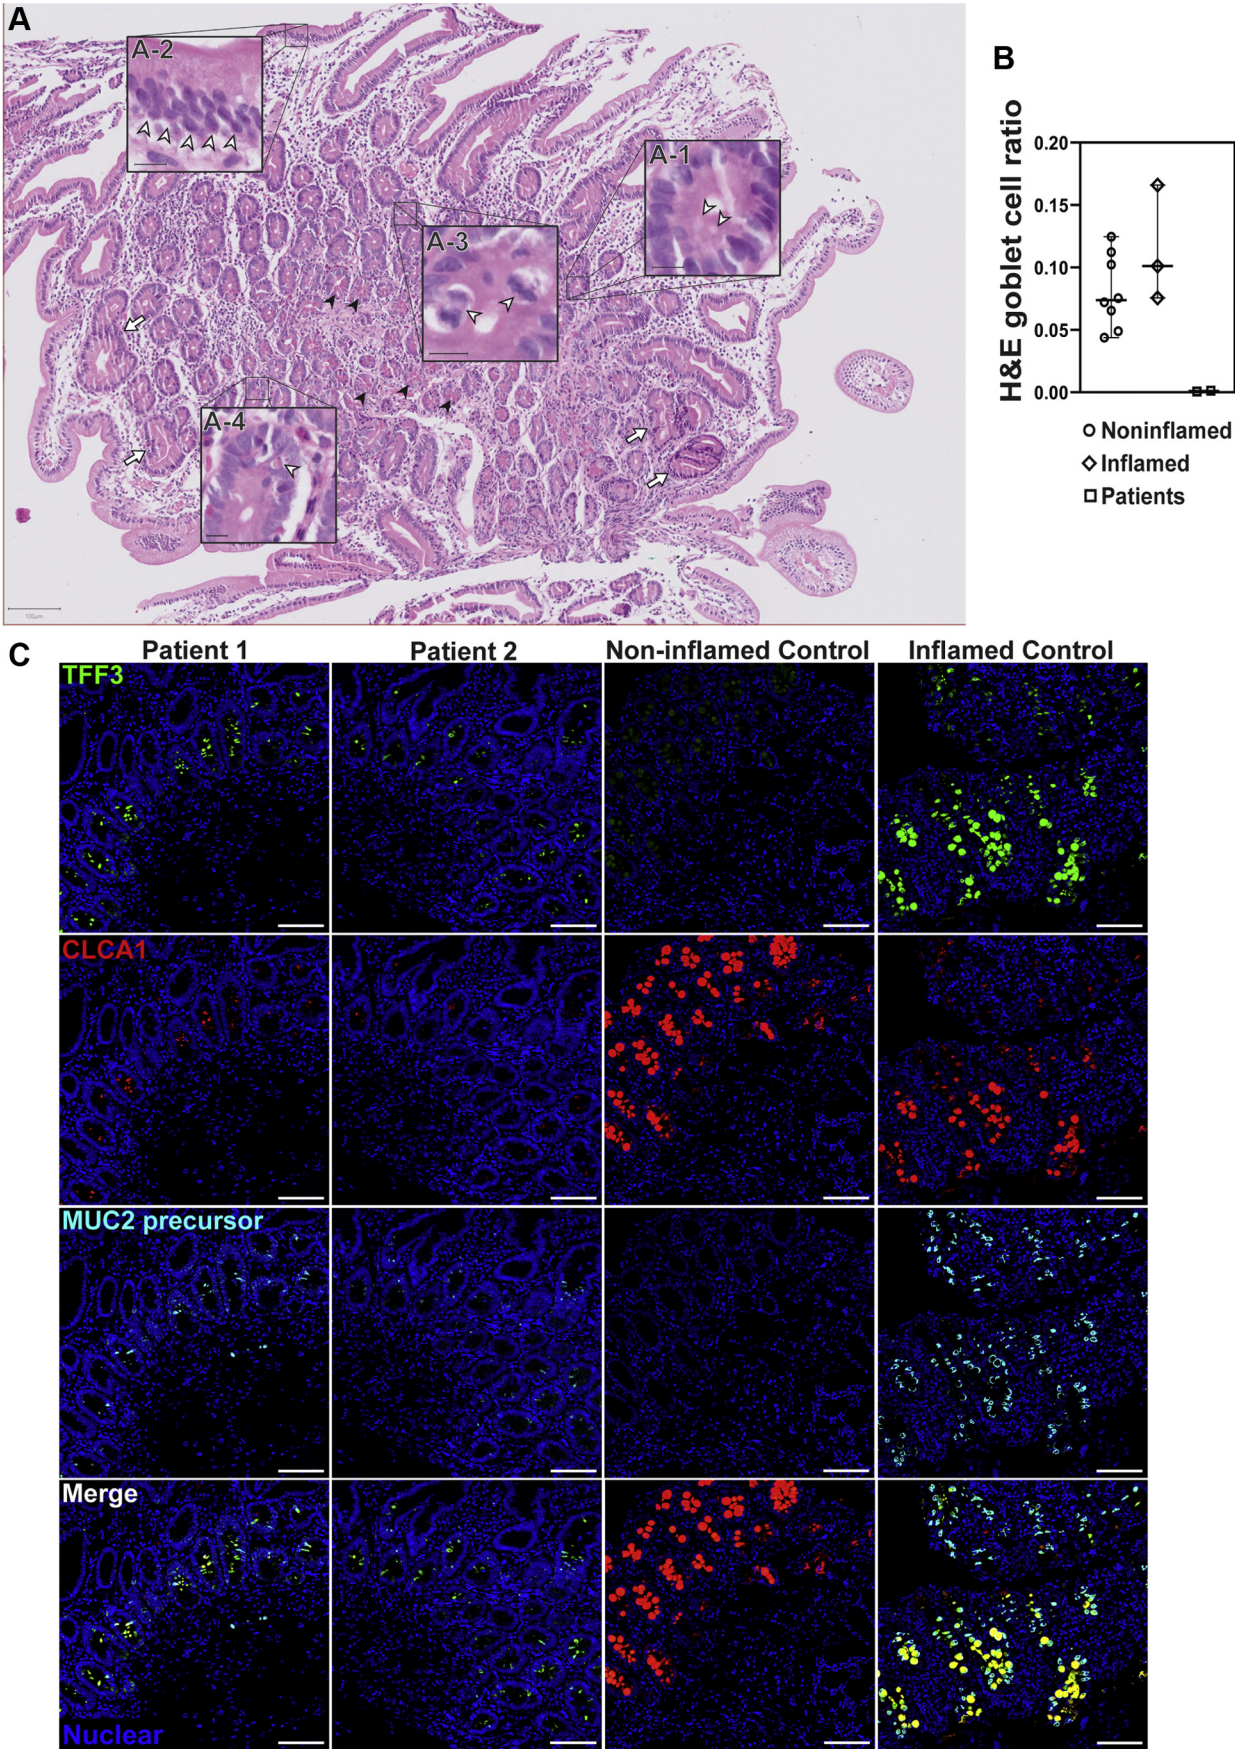 A
A-2
A-1
A-3
A-4
100μm
B
H&E goblet cell ratio
0.20
0.15
0.10
0.05
0.00
Noninflamed
Inflamed
Patients
C
Patient 1
Patient 2
Non-inflamed Control
Inflamed Control
TFF3
CLCA1
MUC2 precursor
Merge
Nuclear